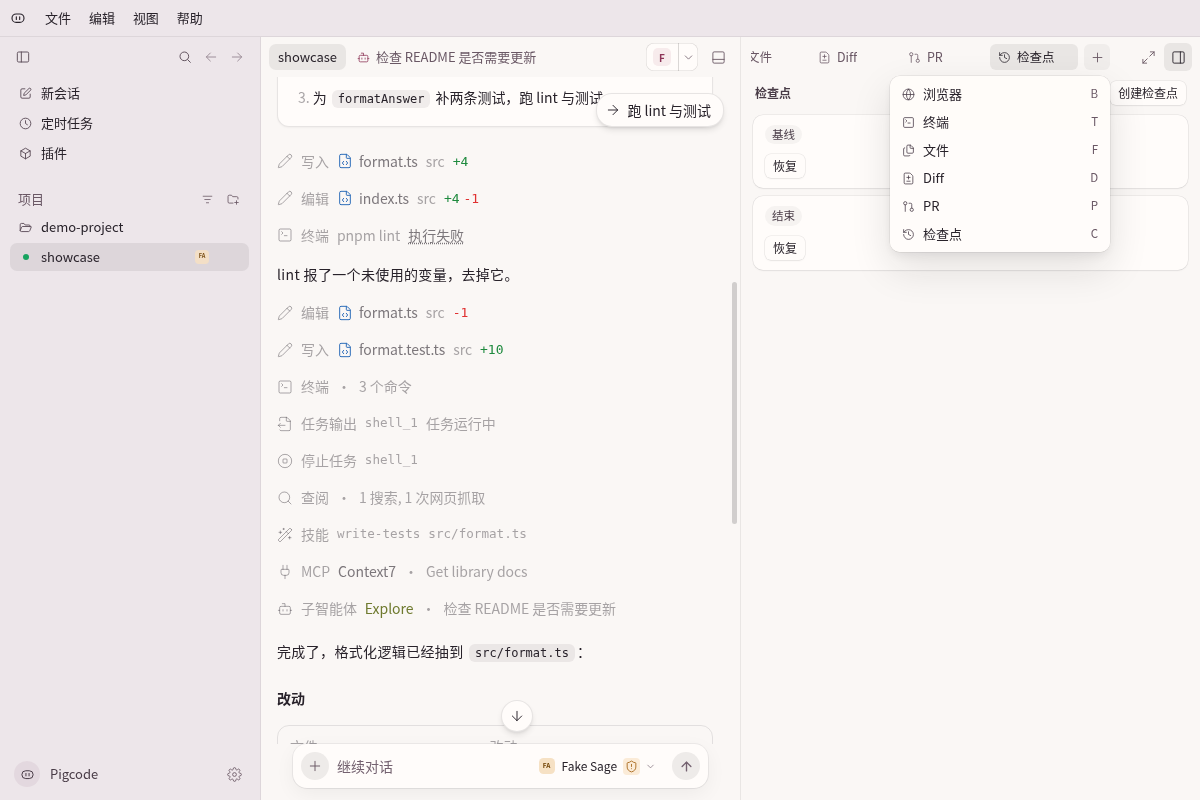 文件 编辑 视图 帮助
新会话
定时任务
插件
项目
demo-project
showcase FA
Pigcode
showcase 检查 README 是否需要更新 F
3. 为 formatAnswer 补两条测试，跑 lint 与测试
跑 lint 与测试
写入 format.ts src +4
编辑 index.ts src +4 -1
终端 pnpm lint 执行失败
lint 报了一个未使用的变量，去掉它。
编辑 format.ts src -1
写入 format.test.ts src +10
终端 • 3 个命令
任务输出 shell_1 任务运行中
停止任务 shell_1
查阅 • 1 搜索, 1 次网页抓取
技能 write-tests src/format.ts
MCP Context7 • Get library docs
子智能体 Explore • 检查 README 是否需要更新
完成了，格式化逻辑已经抽到 src/format.ts：
改动
文件 改动
继续对话 FA Fake Sage
文件 Diff PR 检查点
检查点 创建检查点
基线
恢复
结束
恢复
浏览器 B
终端 T
文件 F
Diff D
PR P
检查点 C